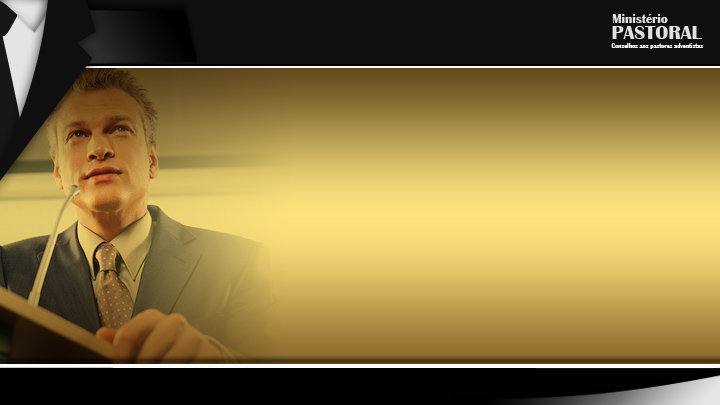 Ministério
PASTORAL
Conselhos aos pastores adventistas